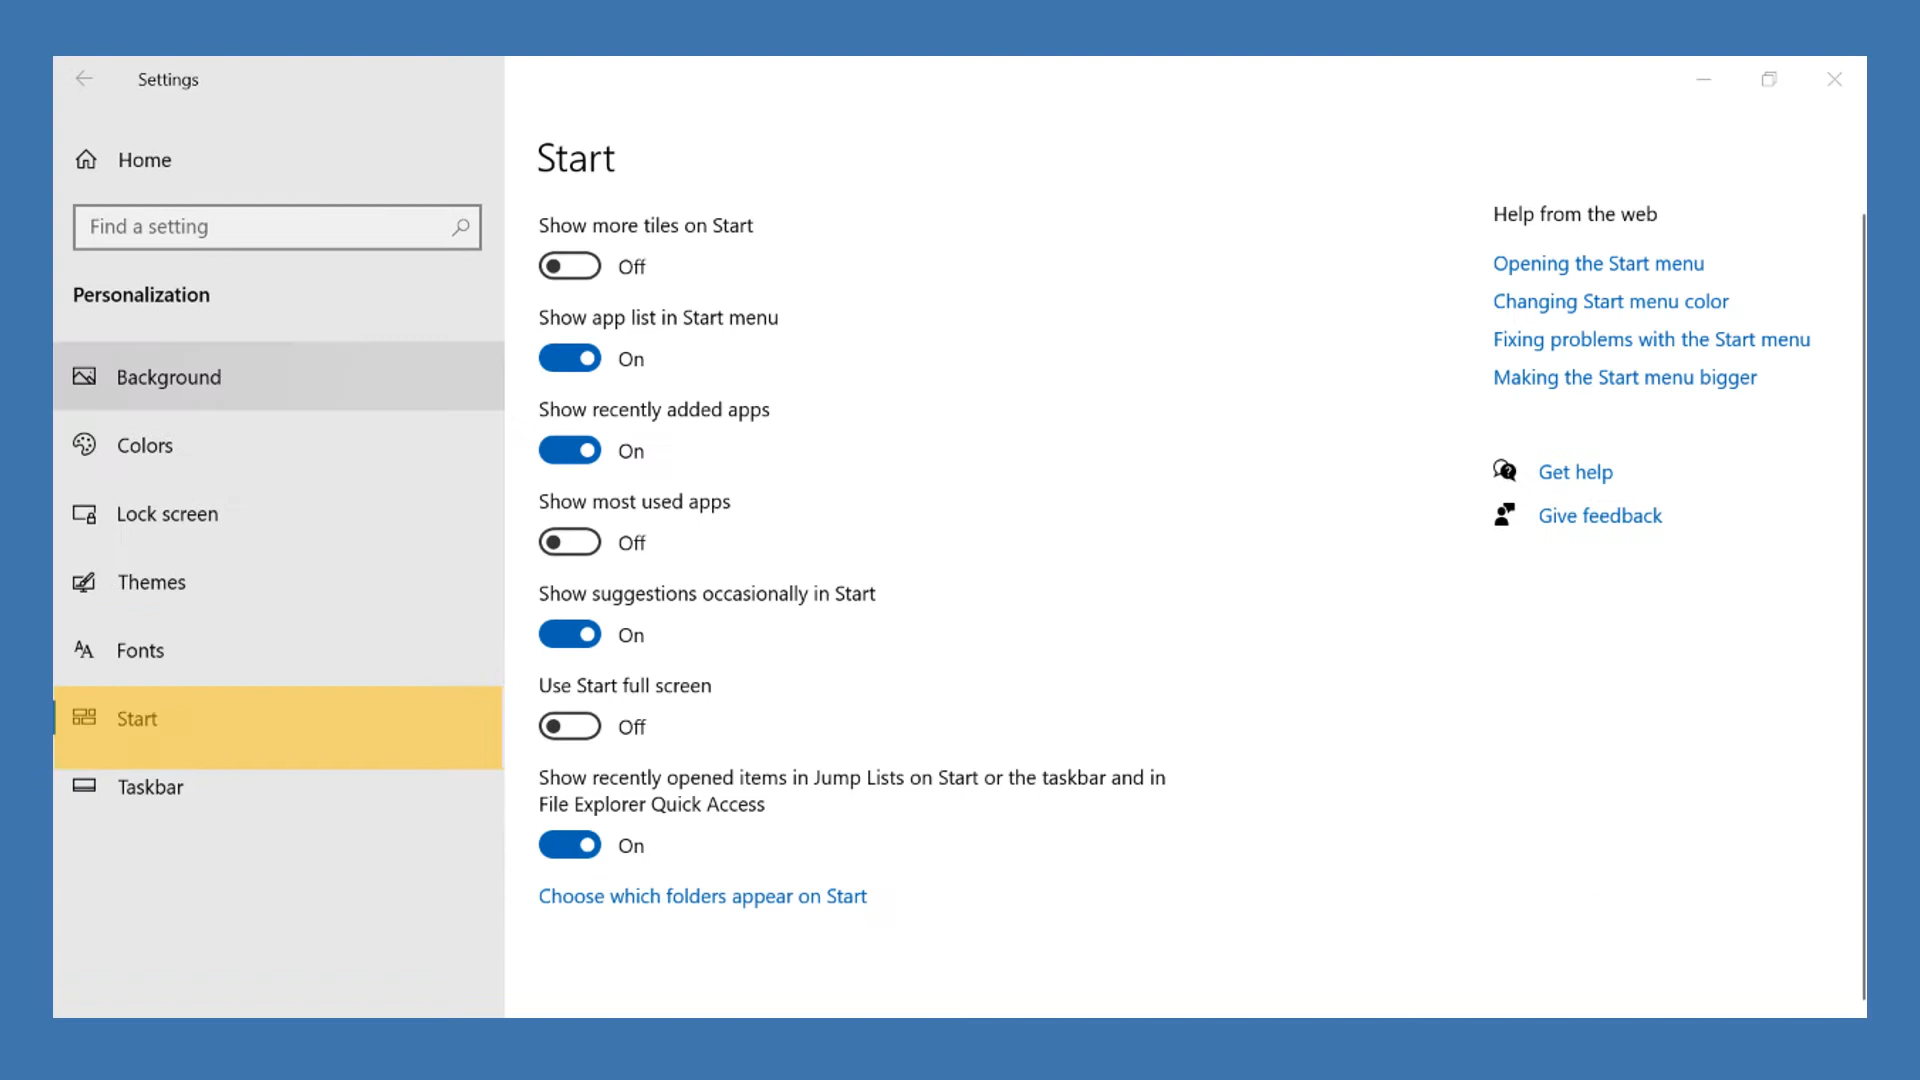 Settings
Home
Find a setting
Personalization
Background
Colors
Lock screen
Themes
Fonts
Start
Taskbar
Start
Show more tiles on Start
Off
Show app list in Start menu
On
Show recently added apps
On
Show most used apps
Off
Show suggestions occasionally in Start
On
Use Start full screen
Off
Show recently opened items in Jump Lists on Start or the taskbar and in
File Explorer Quick Access
On
Choose which folders appear on Start
Help from the web
Opening the Start menu
Changing Start menu color
Fixing problems with the Start menu
Making the Start menu bigger
Get help
Give feedback